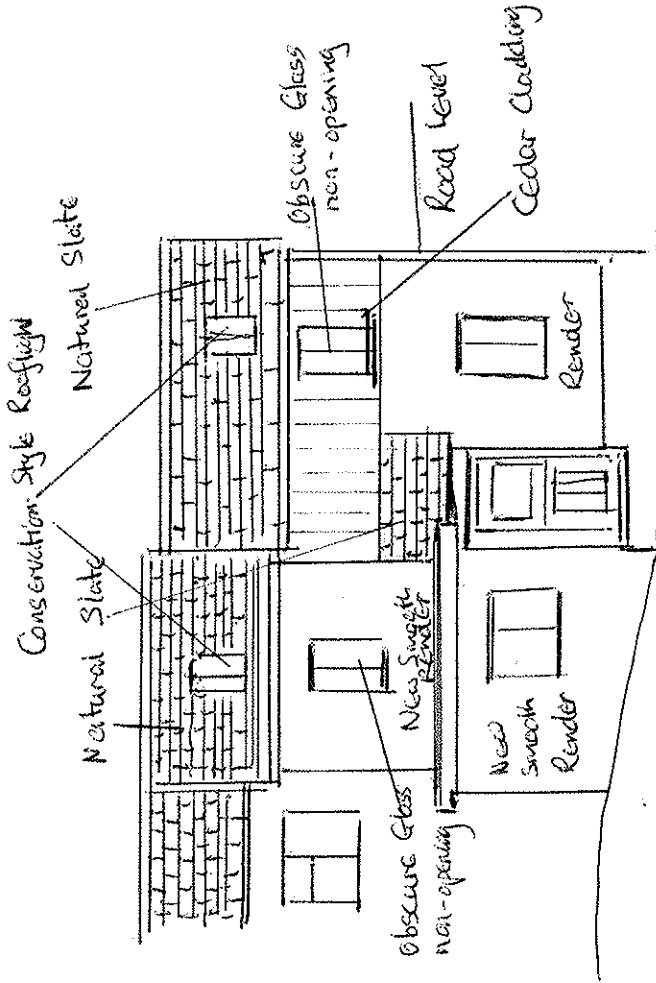 Conservation Style Rooflight
Natural Slate
Natural Slate
Obscure Glass
non-opening
Road Level
Cedar Cladding
New Smooth
Render
New
Smooth
Render
Render
Obscure Glass
non-opening